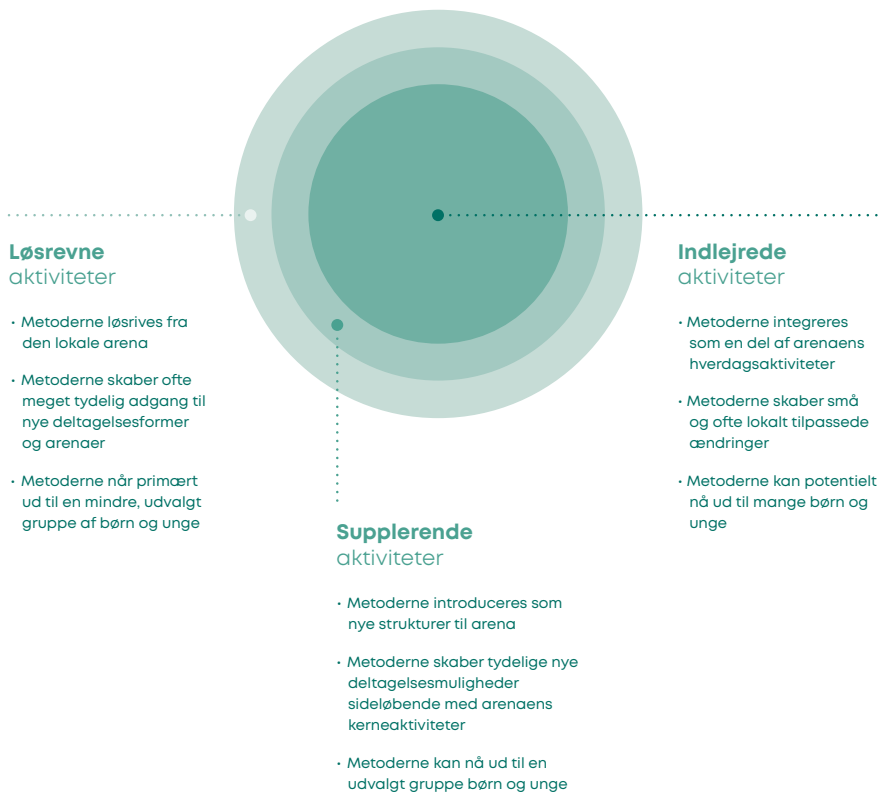 Løsrevne
aktiviteter
· Metoderne løsrives fra
den lokale arena
· Metoderne skaber ofte
meget tydelig adgang til
nye deltagelsesformer
og arenaer
· Metoderne når primært
ud til en mindre, udvalgt
gruppe af børn og unge
Supplerende
aktiviteter
· Metoderne introduceres som
nye strukturer til arena
· Metoderne skaber tydelige nye
deltagelsesmuligheder
sideløbende med arenaens
kerneaktiviteter
· Metoderne kan nå ud til en
udvalgt gruppe børn og unge
Indlejrede
aktiviteter
· Metoderne integreres
som en del af arenaens
hverdagsaktiviteter
· Metoderne skaber små
og ofte lokalt tilpassede
ændringer
· Metoderne kan potentielt
nå ud til mange børn og
unge